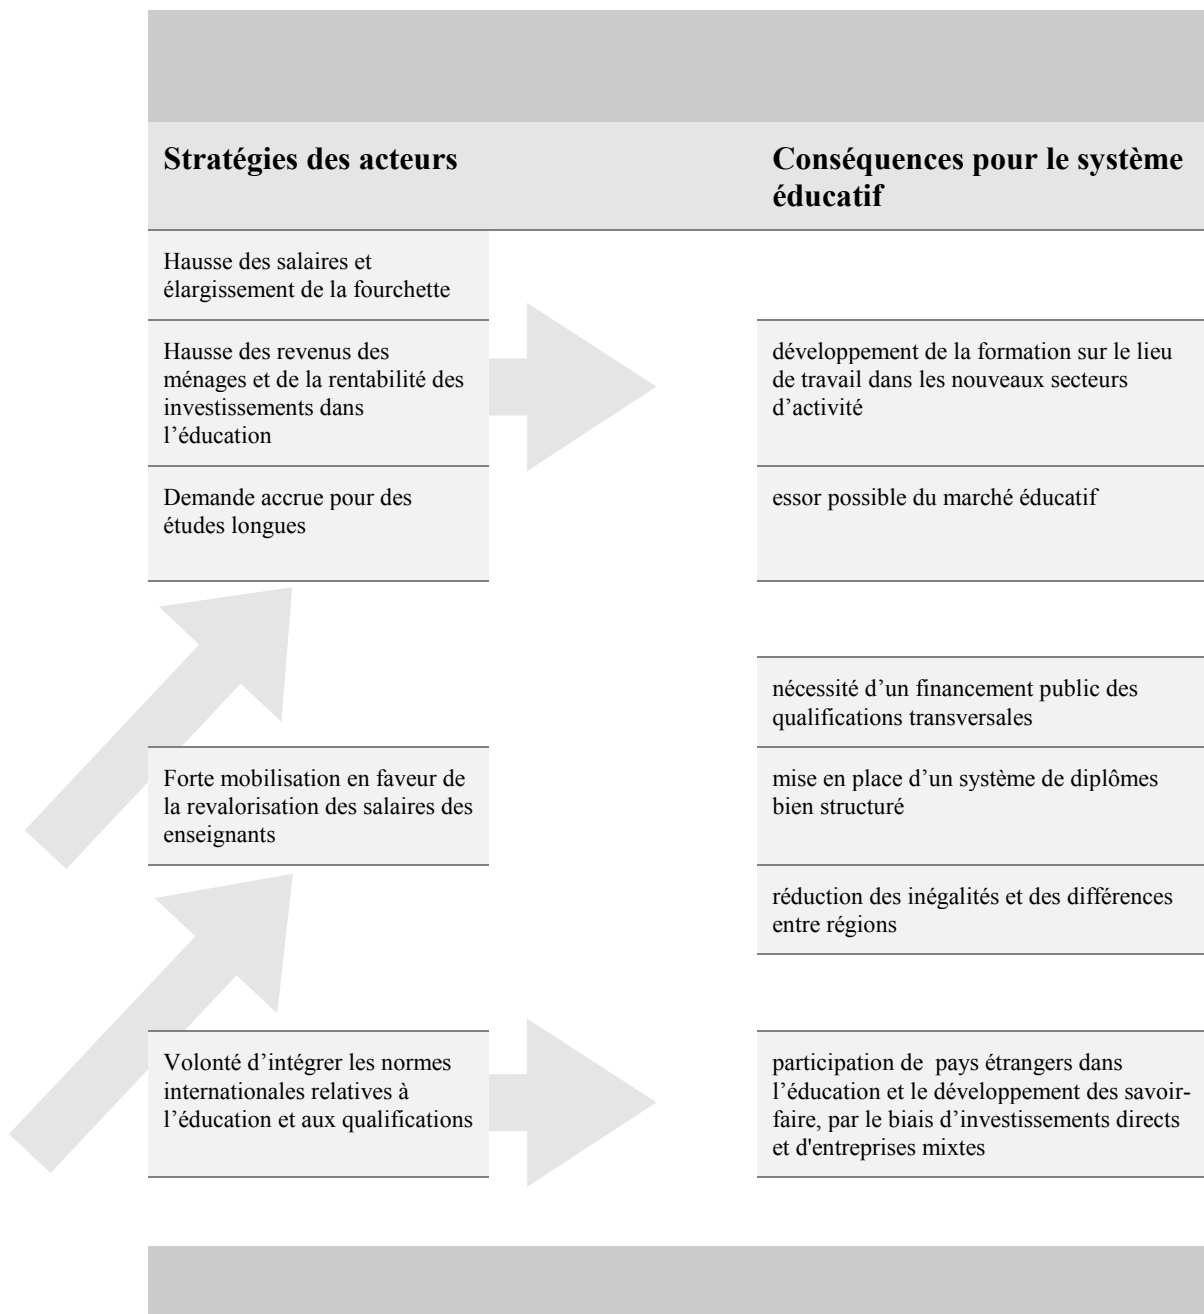 Stratégies des acteurs
Conséquences pour le système
éducatif
Hausse des salaires et
élargissement de la fourchette
Hausse des revenus des
ménages et de la rentabilité des
investissements dans
l’éducation
développement de la formation sur le lieu
de travail dans les nouveaux secteurs
d’activité
Demande accrue pour des
études longues
essor possible du marché éducatif
nécessité d’un financement public des
qualifications transversales
Forte mobilisation en faveur de
la revalorisation des salaires des
enseignants
mise en place d’un système de diplômes
bien structuré
réduction des inégalités et des différences
entre régions
Volonté d’intégrer les normes
internationales relatives à
l’éducation et aux qualifications
participation de  pays étrangers dans
l’éducation et le développement des savoir-
faire, par le biais d’investissements directs
et d'entreprises mixtes